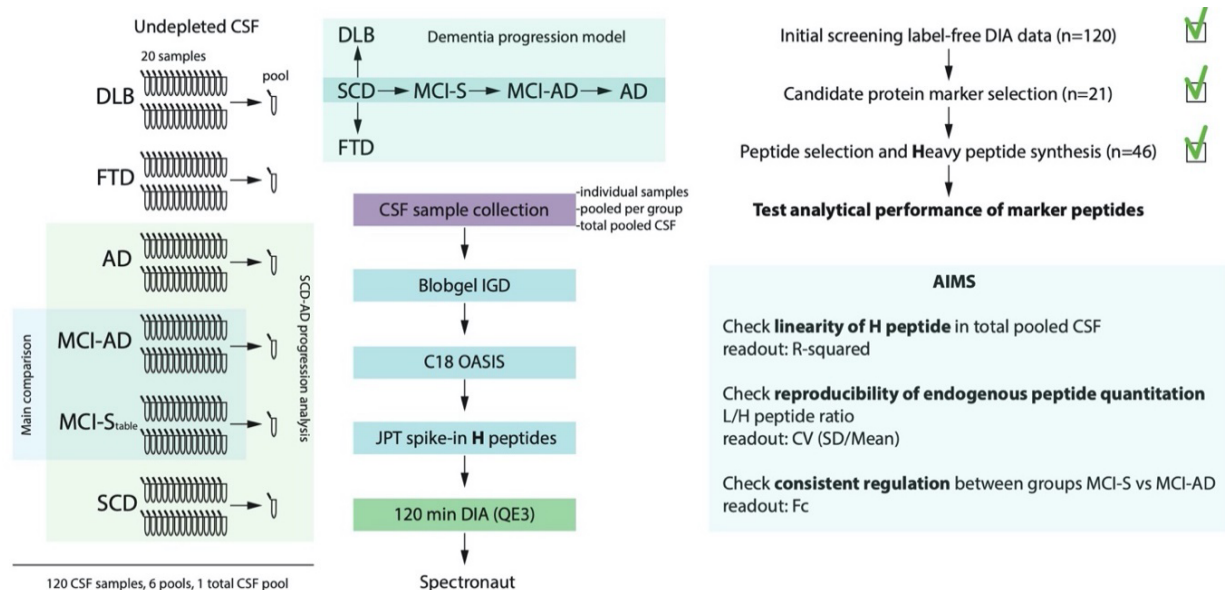 Undepleted CSF
20 samples
pool
DLB
FTD
AD
MCI-AD
MCI-Stable
SCD
Main comparison
SCD-AD progression analysis
120 CSF samples, 6 pools, 1 total CSF pool
DLB
Dementia progression model
SCD MCI-S MCI-AD AD
FTD
CSF sample collection
-individual samples
-pooled per group
-total pooled CSF
Blobgel IGD
C18 OASIS
JPT spike-in H peptides
120 min DIA (QE3)
Spectronaut
Initial screening label-free DIA data (n=120)
Candidate protein marker selection (n=21)
Peptide selection and Heavy peptide synthesis (n=46)
Test analytical performance of marker peptides
AIMS
Check linearity of H peptide in total pooled CSF
readout: R-squared
Check reproducibility of endogenous peptide quantitation
L/H peptide ratio
readout: CV (SD/Mean)
Check consistent regulation between groups MCI-S vs MCI-AD
readout: Fc